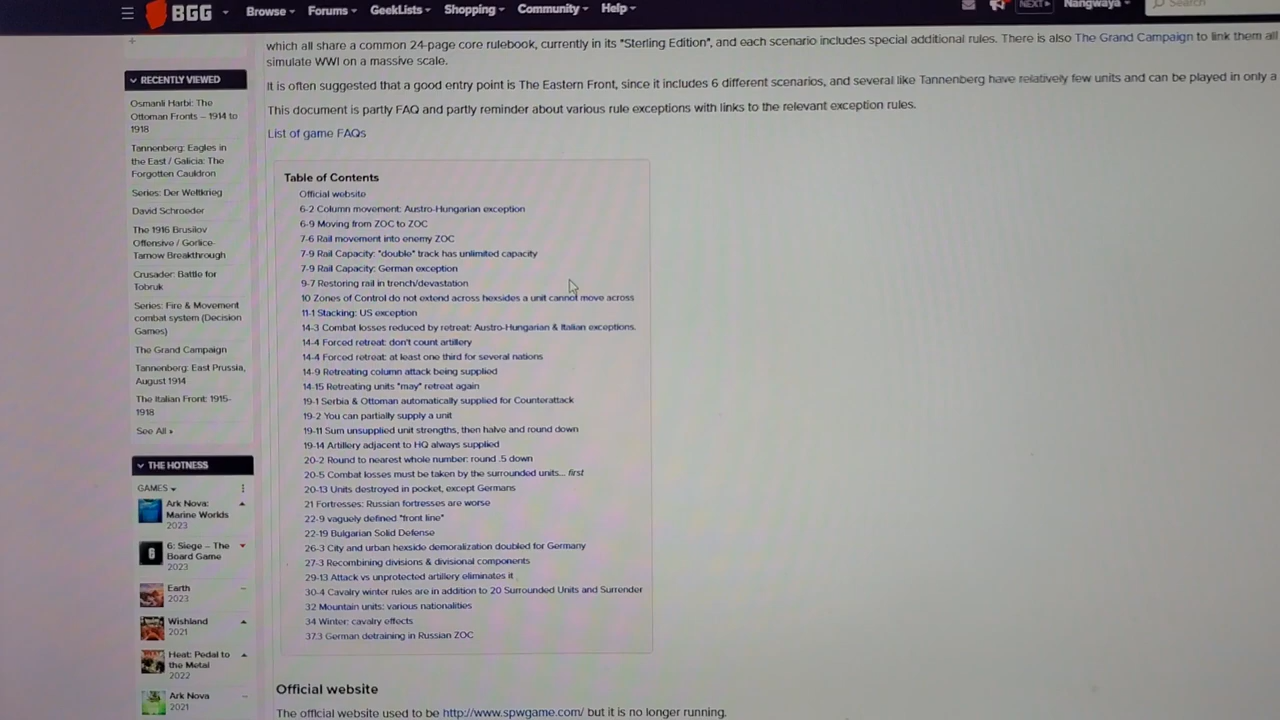 BGG
Browse
Forums
GeekLists
Shopping
Community
Help
NEXT
Nangwaya
Search
RECENTLY VIEWED
Osmanli Harbi: The
Ottoman Fronts – 1914 to
1918
Tannenberg: Eagles in
the East / Galicia: The
Forgotten Cauldron
Series: Der Weltkrieg
David Schroeder
The 1916 Brusilov
Offensive / Gorlice-
Tarnow Breakthrough
Crusader: Battle for
Tobruk
Series: Fire & Movement
combat system (Decision
Games)
The Grand Campaign
Tannenberg: East Prussia,
August 1914
The Italian Front: 1915-
1918
See All »
THE HOTNESS
GAMES
Ark Nova:
Marine Worlds
2023
6: Siege – The
Board Game
2023
Earth
2023
Wishland
2021
Heat: Pedal to
the Metal
2022
Ark Nova
2021
which all share a common 24-page core rulebook, currently in its "Sterling Edition", and each scenario includes special additional rules. There is also The Grand Campaign to link them all
simulate WWI on a massive scale.
It is often suggested that a good entry point is The Eastern Front, since it includes 6 different scenarios, and several like Tannenberg have relatively few units and can be played in only a
This document is partly FAQ and partly reminder about various rule exceptions with links to the relevant exception rules.
List of game FAQs
Table of Contents
Official website
6-2 Column movement: Austro-Hungarian exception
6-9 Moving from ZOC to ZOC
7-6 Rail movement into enemy ZOC
7-9 Rail Capacity: "double" track has unlimited capacity
7-9 Rail Capacity: German exception
9-7 Restoring rail in trench/devastation
10 Zones of Control do not extend across hexsides a unit cannot move across
11-1 Stacking: US exception
14-3 Combat losses reduced by retreat: Austro-Hungarian & Italian exceptions.
14-4 Forced retreat: don't count artillery
14-4 Forced retreat: at least one third for several nations
14-9 Retreating column attack being supplied
14-15 Retreating units "may" retreat again
19-1 Serbia & Ottoman automatically supplied for Counterattack
19-2 You can partially supply a unit
19-11 Sum unsupplied unit strengths, then halve and round down
19-14 Artillery adjacent to HQ always supplied
20-2 Round to nearest whole number: round .5 down
20-5 Combat losses must be taken by the surrounded units... first
20-13 Units destroyed in pocket, except Germans
21 Fortresses: Russian fortresses are worse
22-9 vaguely defined "front line"
22-19 Bulgarian Solid Defense
26-3 City and urban hexside demoralization doubled for Germany
27-3 Recombining divisions & divisional components
29-13 Attack vs unprotected artillery eliminates it
30-4 Cavalry winter rules are in addition to 20 Surrounded Units and Surrender
32 Mountain units: various nationalities
34 Winter: cavalry effects
37.3 German detraining in Russian ZOC
Official website
The official website used to be http://www.spwgame.com/ but it is no longer running.